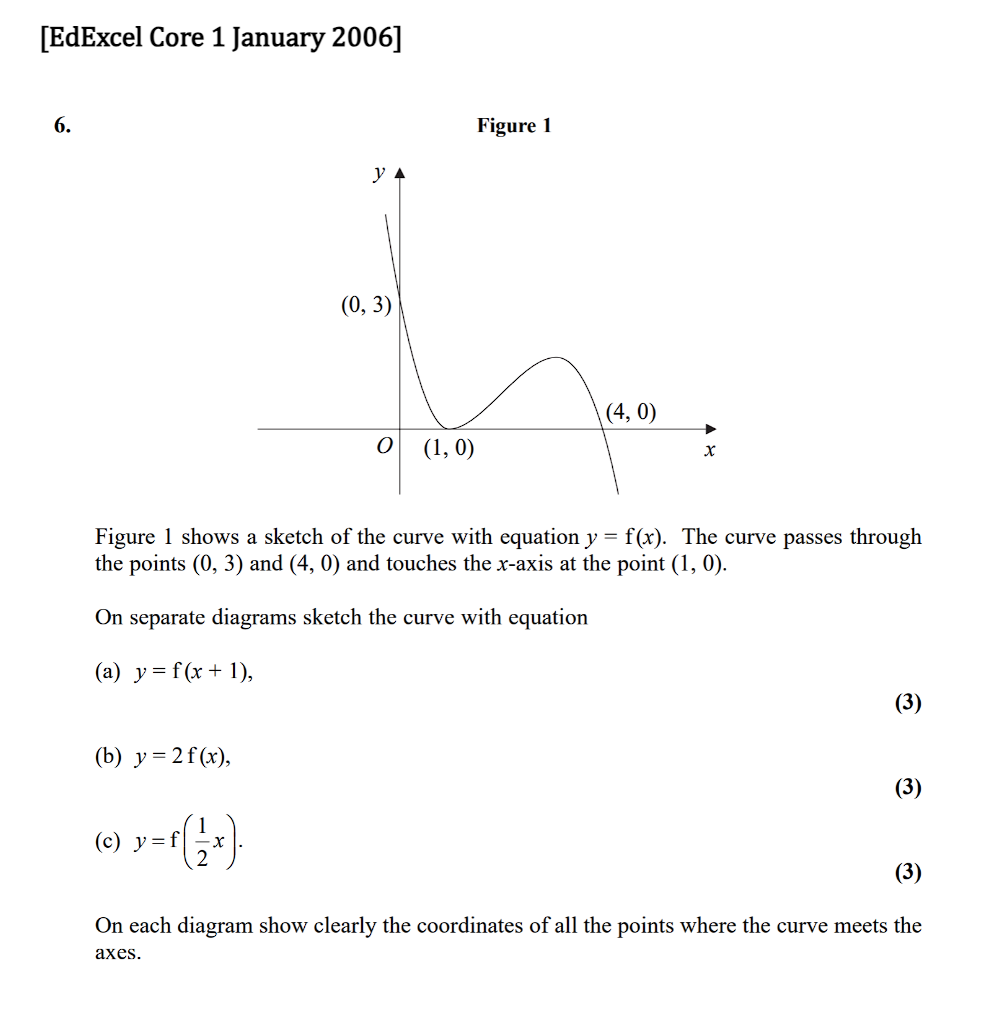 [EdExcel Core 1 January 2006]
6.
Figure 1
y
(0, 3)
(4, 0)
O (1, 0)
x
Figure 1 shows a sketch of the curve with equation y = f(x). The curve passes through
the points (0, 3) and (4, 0) and touches the x-axis at the point (1, 0).
On separate diagrams sketch the curve with equation
(a) y = f(x + 1),
(3)
(b) y = 2f(x),
(3)
(c) y = f(1/2 x).
(3)
On each diagram show clearly the coordinates of all the points where the curve meets the
axes.